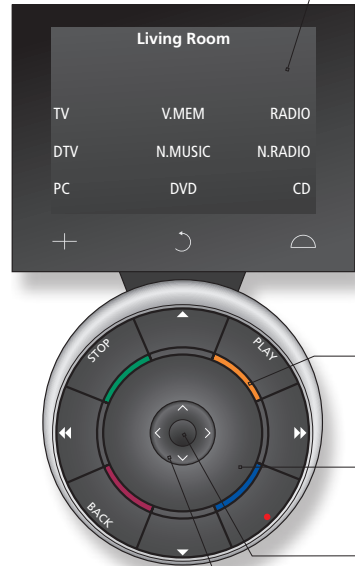 Living Room
TV V.MEM RADIO
DTV N.MUSIC N.RADIO
PC DVD CD
STOP PLAY
BACK